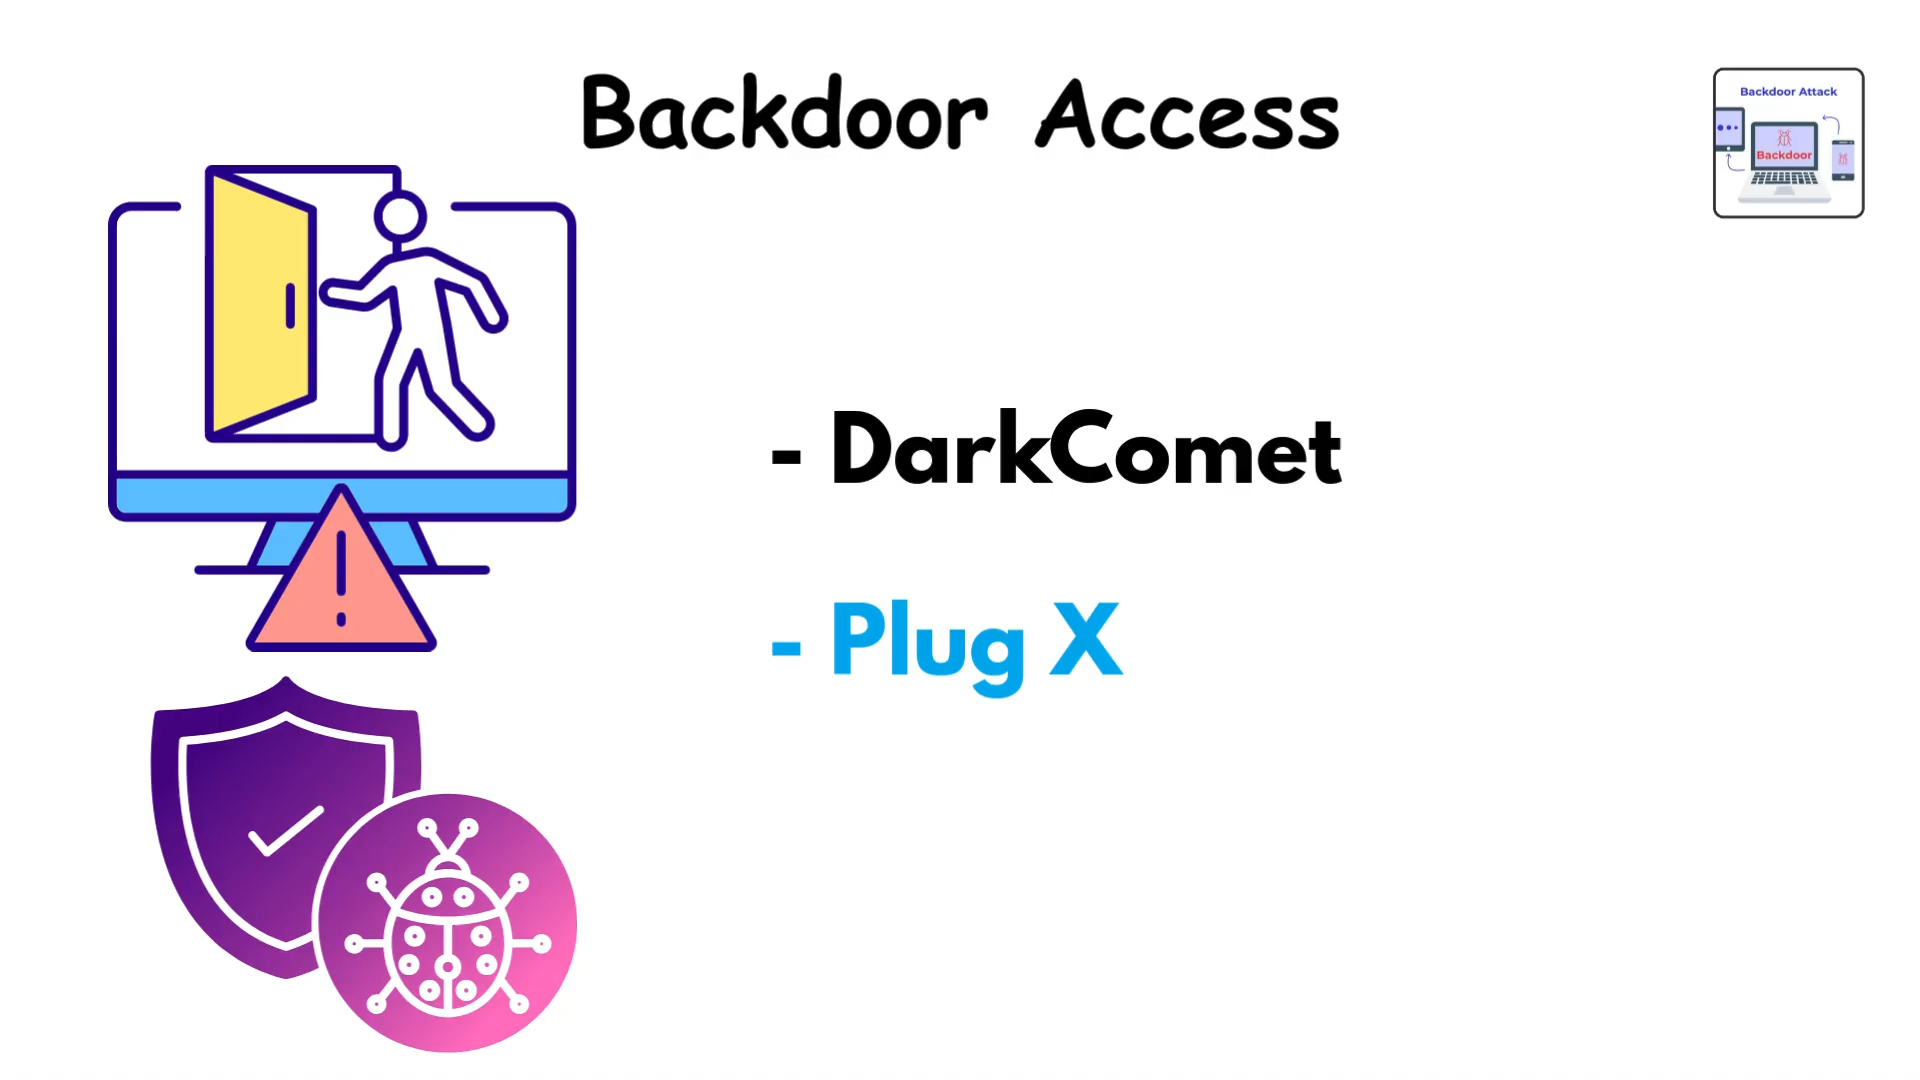 Backdoor Access
Backdoor Attack
Backdoor
- DarkComet
- Plug X